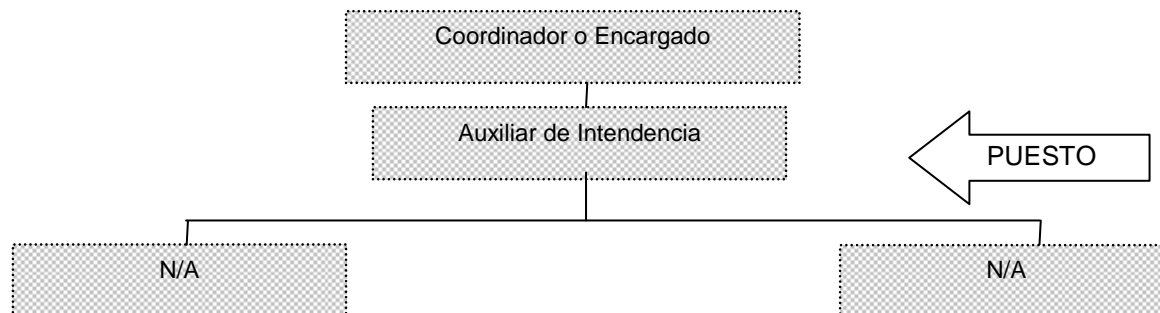 Coordinador o Encargado
Auxiliar de Intendencia
PUESTO
N/A
N/A